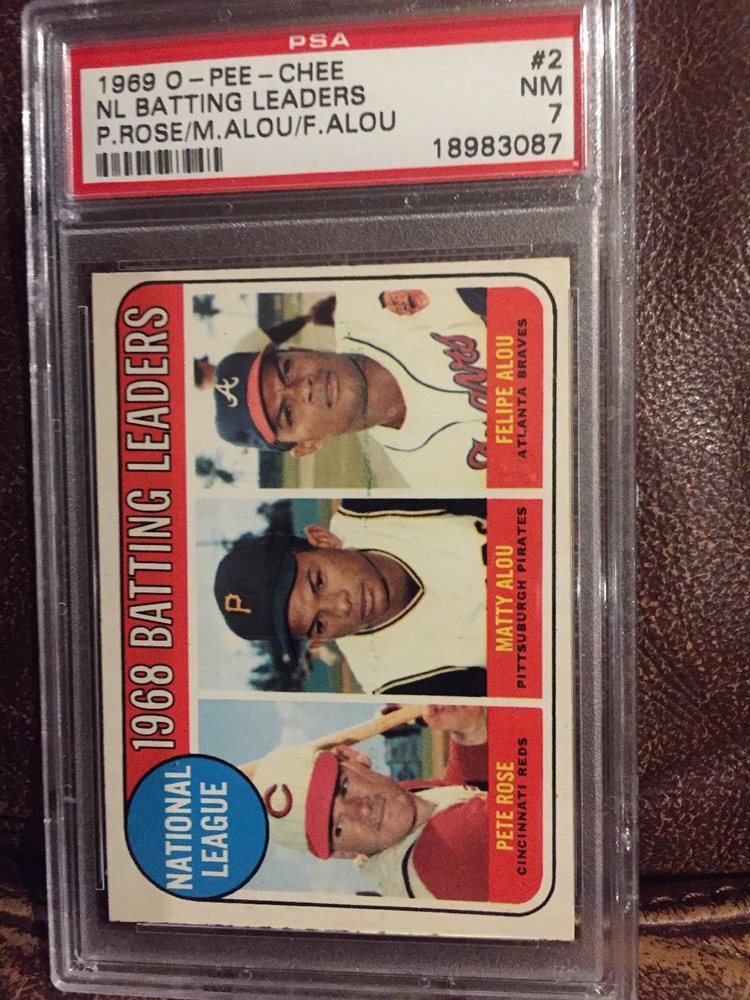 PSA
1969 O-PEE-CHEE
#2
NL BATTING LEADERS
NM
P.ROSE/M.ALOU/F.ALOU
7
18983087
NATIONAL LEAGUE
1968 BATTING LEADERS
C
PETE ROSE
CINCINNATI REDS
P
MATTY ALOU
PITTSUBURGH PIRATES
A
FELIPE ALOU
ATLANTA BRAVES